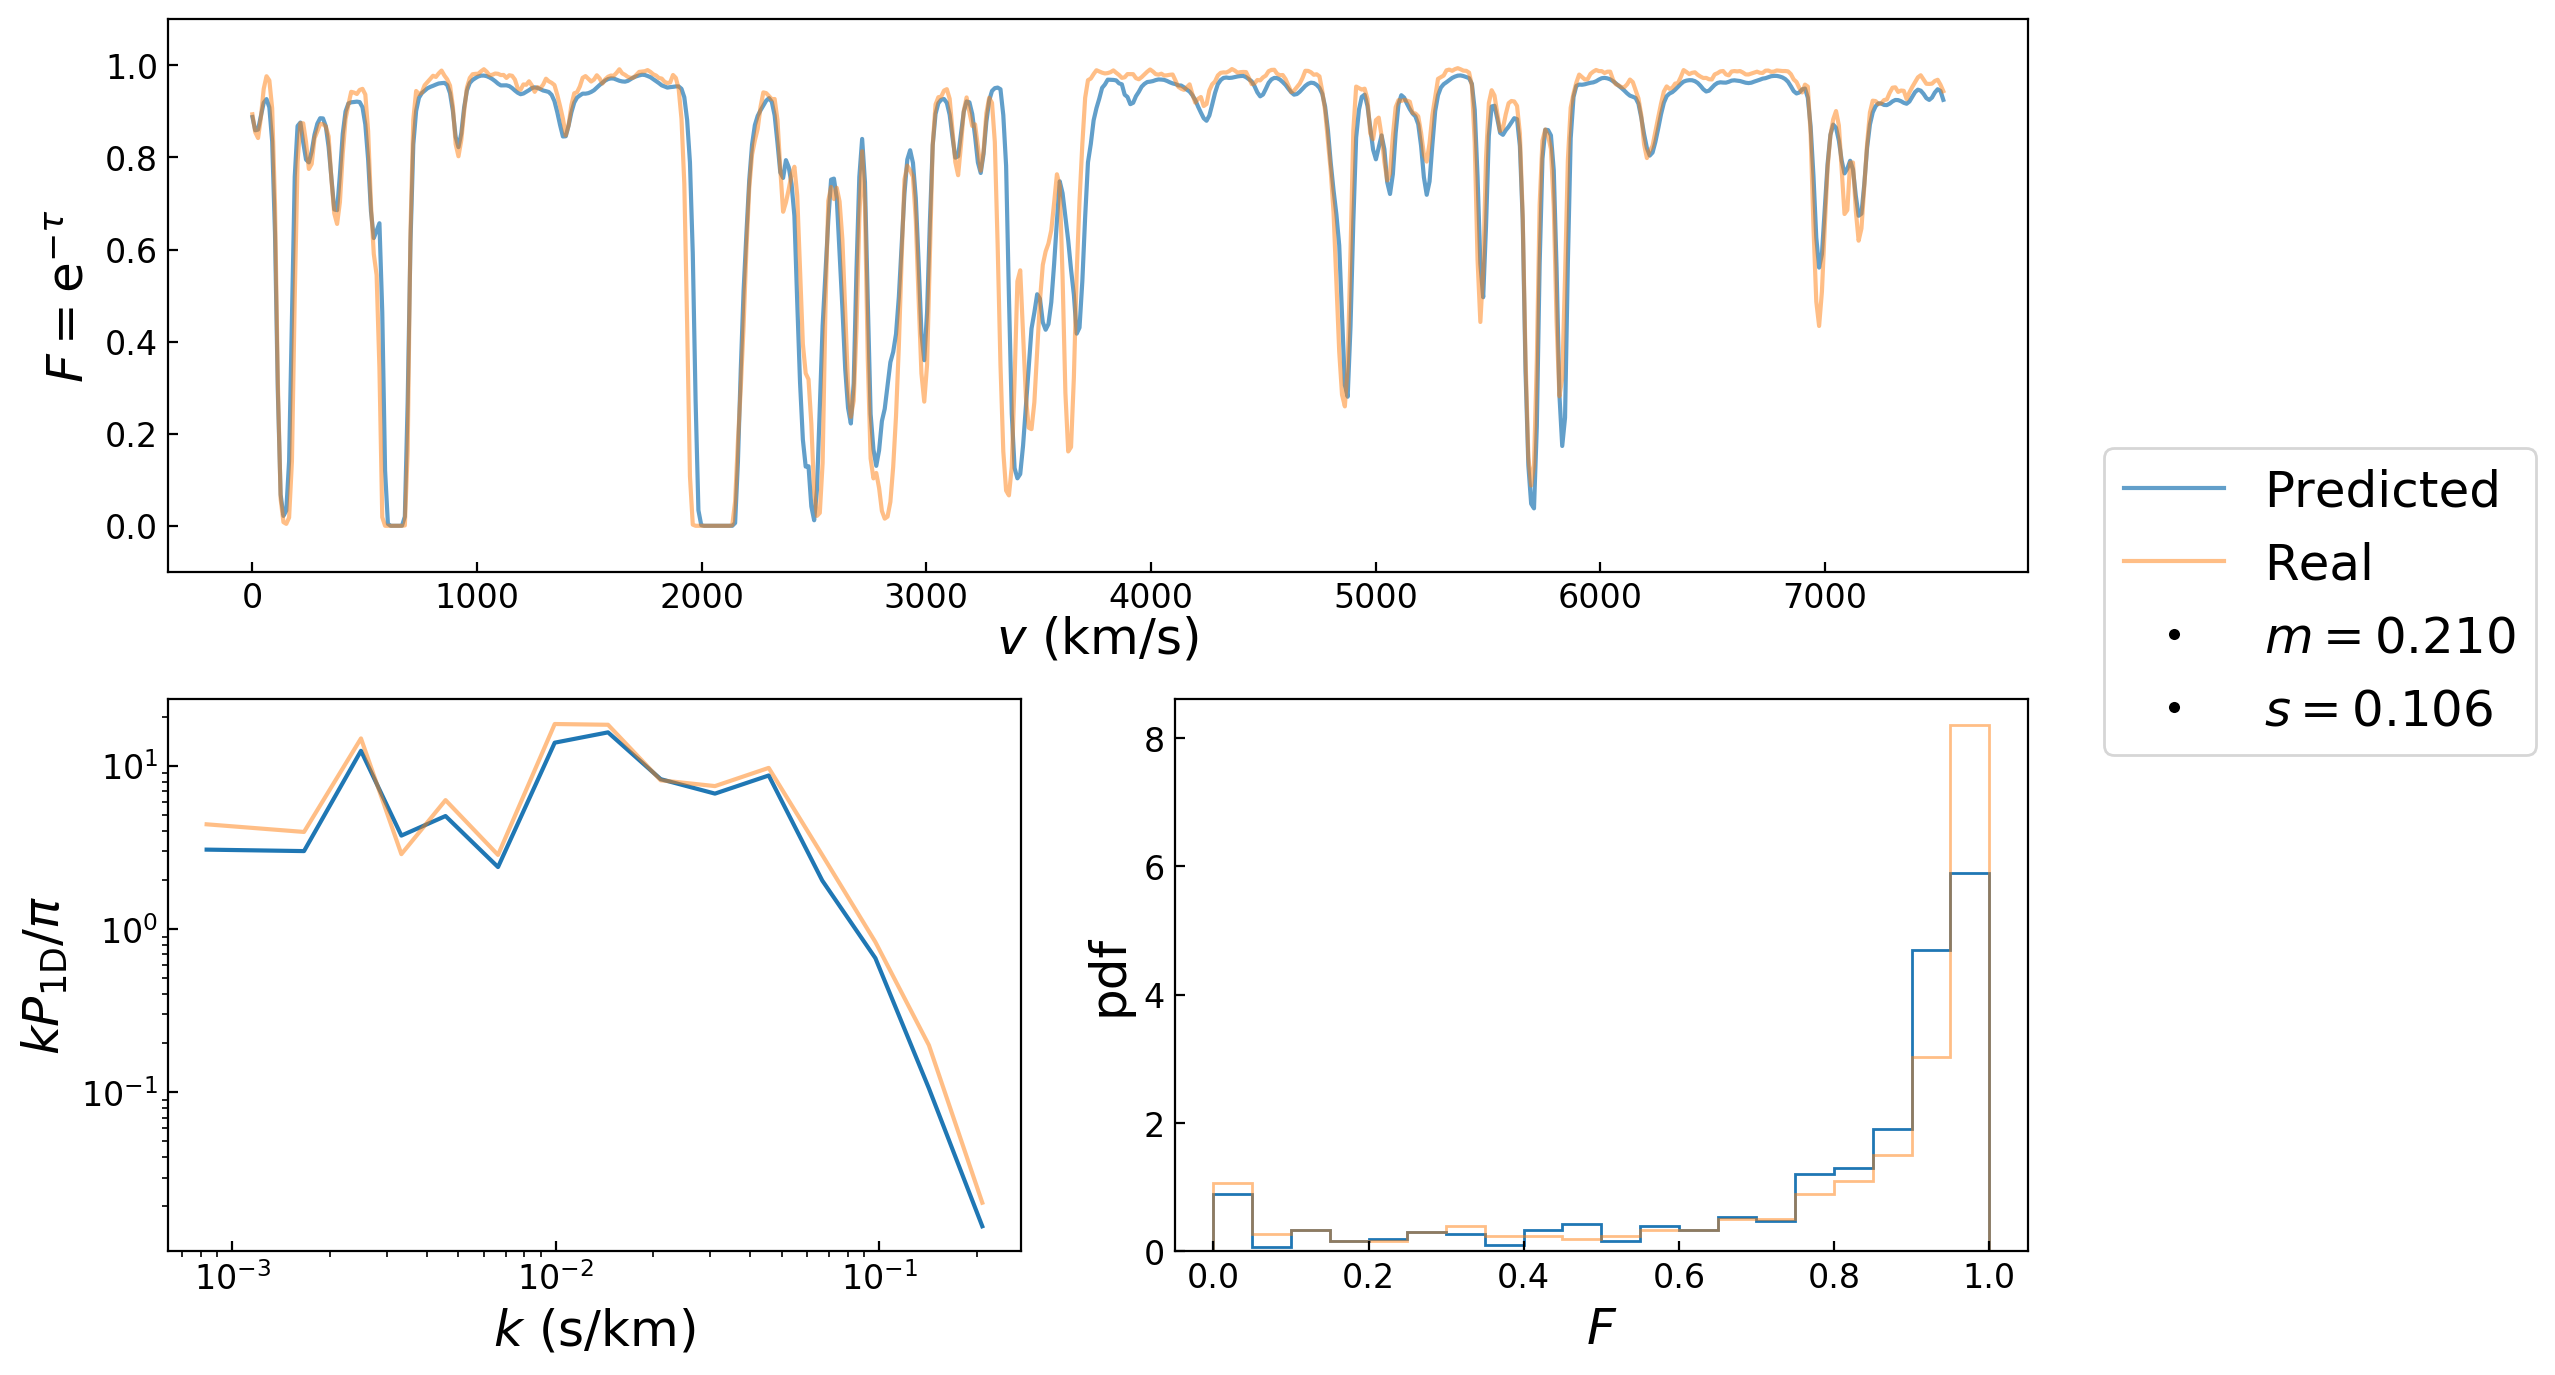 1.0
0.8
0.6
0.4
0.2
0.0
F = e^{−τ}
0 1000 2000 3000 4000 5000 6000 7000
v (km/s)
Predicted
Real
m = 0.210
s = 0.106
10^1
10^0
10^{−1}
kP_{1D}/π
10^{−3} 10^{−2} 10^{−1}
k (s/km)
8
6
4
2
0
pdf
0.0 0.2 0.4 0.6 0.8 1.0
F